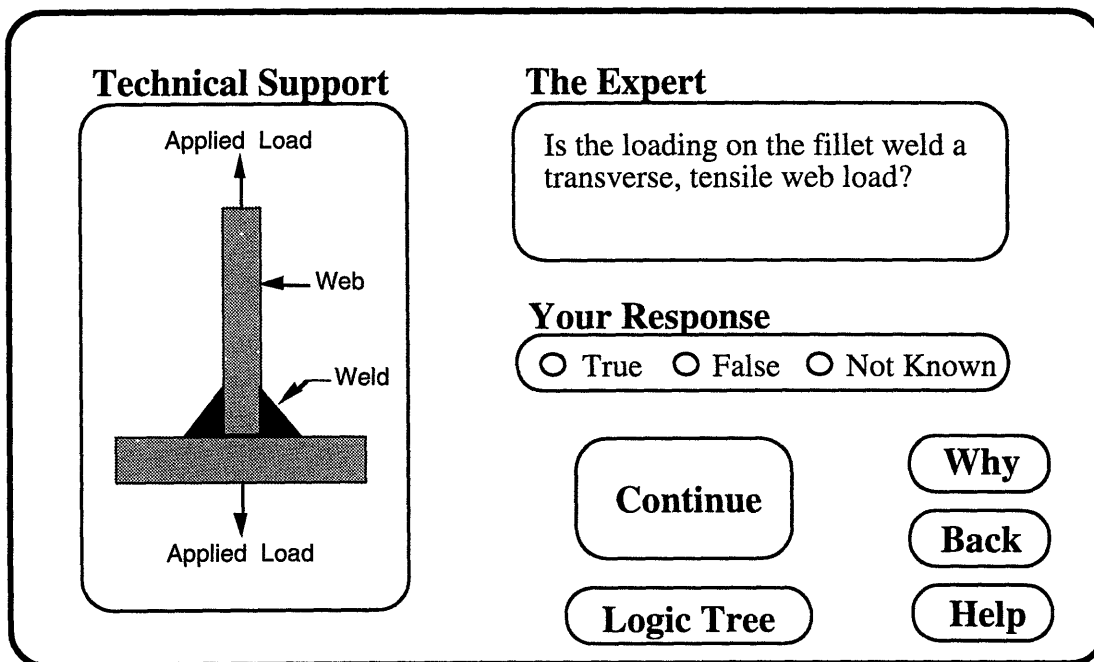 Technical Support
Applied Load
Web
Weld
Applied Load
The Expert
Is the loading on the fillet weld a
transverse, tensile web load?
Your Response
True False Not Known
Continue
Logic Tree
Why
Back
Help